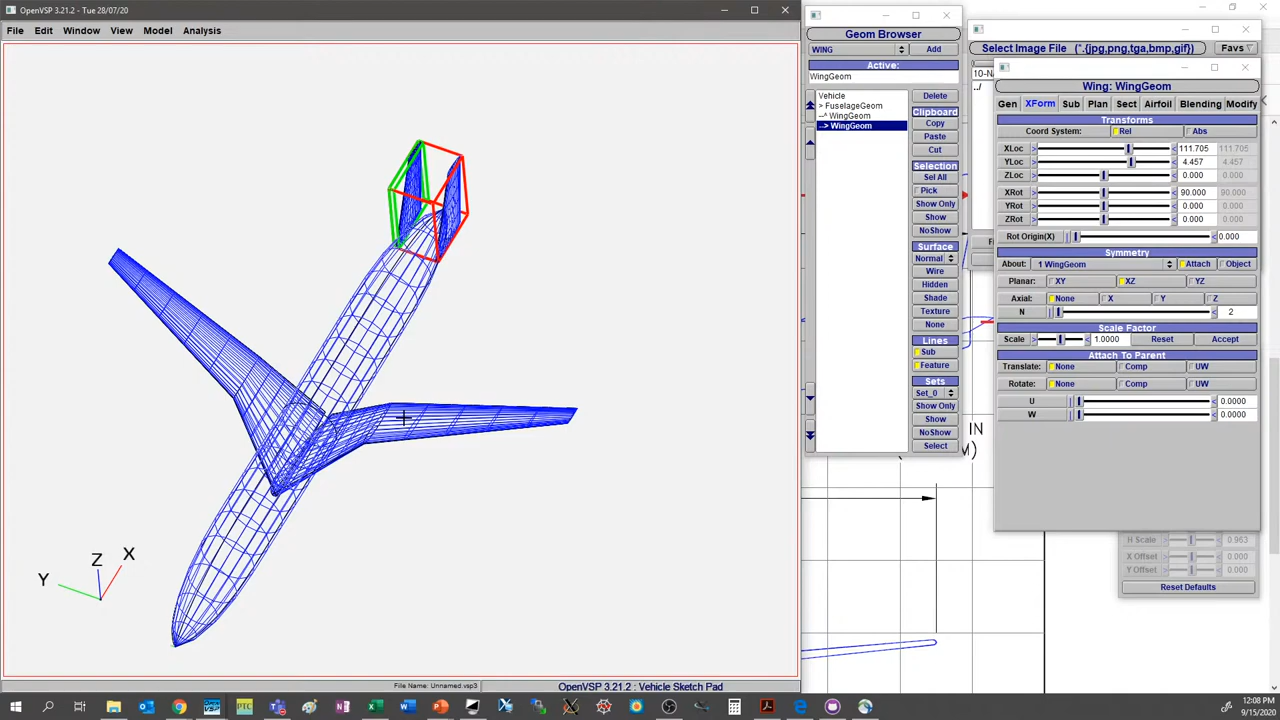 OpenVSP 3.21.2 - Tue 28/07/20
File Edit Window View Model Analysis
Z
X
Y
File Name: Unnamed.vsp3
OpenVSP 3.21.2 : Vehicle Sketch Pad
Geom Browser
WING
Add
Active:
WingGeom
Vehicle
> FuselageGeom
--^ WingGeom
--> WingGeom
Delete
Clipboard
Copy
Paste
Cut
Selection
Sel All
Pick
Show Only
Show
NoShow
Surface
Normal
Wire
Hidden
Shade
Texture
None
Lines
Sub
Feature
Sets
Set_0
Show Only
Show
NoShow
Select
Select Image File (*.{jpg,png,tga,bmp,gif})
Favs
../
Wing: WingGeom
Gen XForm Sub Plan Sect Airfoil Blending Modify
Transforms
Coord System: Rel Abs
XLoc > < 111.705 111.705
YLoc > < 4.457 4.457
ZLoc > < 0.000 0.000
XRot > < 90.000 90.000
YRot > < 0.000 0.000
ZRot > < 0.000 0.000
Rot Origin(X) < 0.000
Symmetry
About: 1 WingGeom Attach Object
Planar: XY XZ YZ
Axial: None X Y Z
N < 2
Scale Factor
Scale > < 1.0000 Reset Accept
Attach To Parent
Translate: None Comp UW
Rotate: None Comp UW
U < 0.0000
W < 0.0000
IN
M)
H Scale > < 0.963
X Offset > < 0.000
Y Offset > < 0.000
Reset Defaults
PTC
12:08 PM
9/15/2020